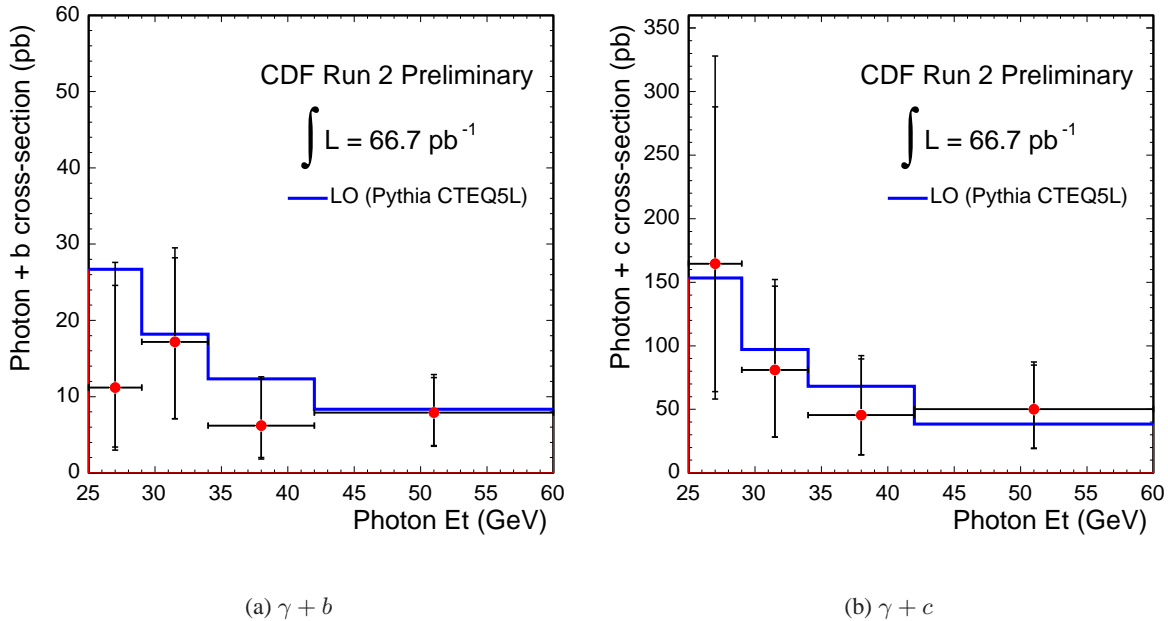 Photon + b cross-section (pb)
60
50
40
30
20
10
0
CDF Run 2 Preliminary
∫ L = 66.7 pb⁻¹
LO (Pythia CTEQ5L)
25 30 35 40 45 50 55 60
Photon Et (GeV)
(a) γ + b
Photon + c cross-section (pb)
350
300
250
200
150
100
50
0
CDF Run 2 Preliminary
∫ L = 66.7 pb⁻¹
LO (Pythia CTEQ5L)
25 30 35 40 45 50 55 60
Photon Et (GeV)
(b) γ + c